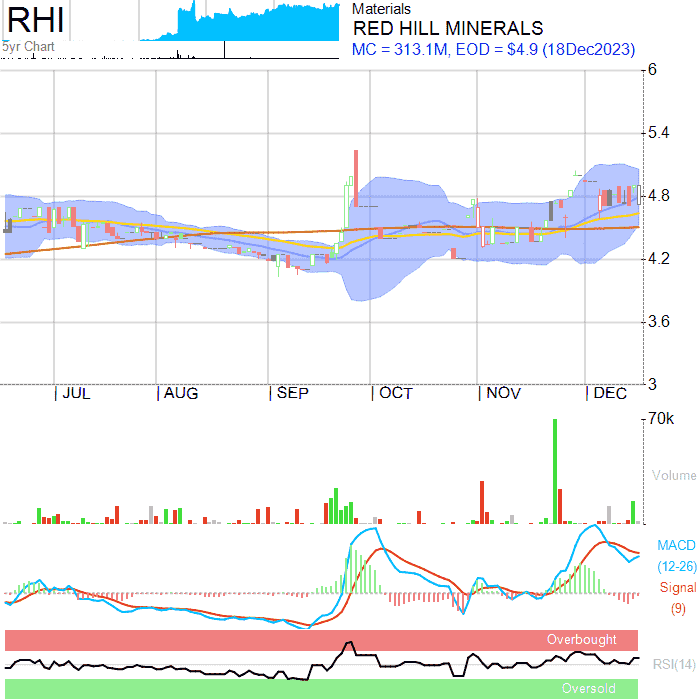 RHI
5yr Chart
Materials
RED HILL MINERALS
MC = 313.1M, EOD = $4.9 (18Dec2023)
6
5.4
4.8
4.2
3.6
3
JUL AUG SEP OCT NOV DEC
70k
Volume
MACD
(12-26)
Signal
(9)
Overbought
RSI(14)
Oversold